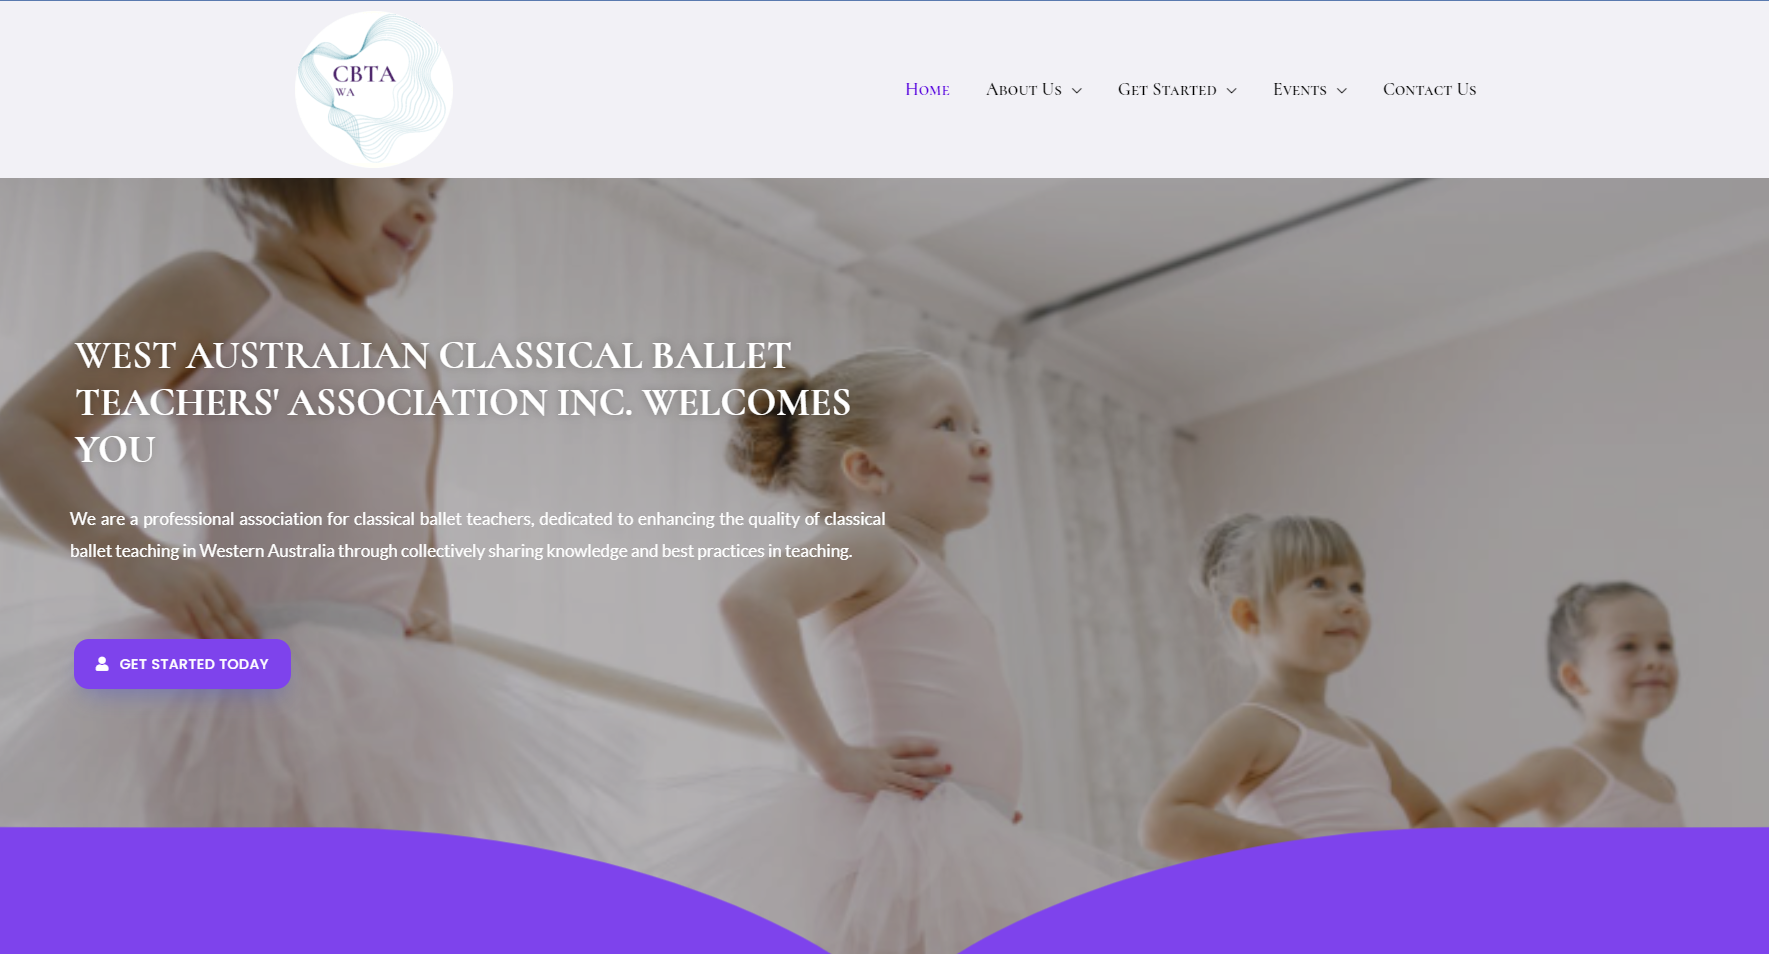 CBTA
WA
Home
About Us
Get Started
Events
Contact Us
WEST AUSTRALIAN CLASSICAL BALLET
TEACHERS' ASSOCIATION INC. WELCOMES
YOU
We are a professional association for classical ballet teachers, dedicated to enhancing the quality of classical
ballet teaching in Western Australia through collectively sharing knowledge and best practices in teaching.
GET STARTED TODAY